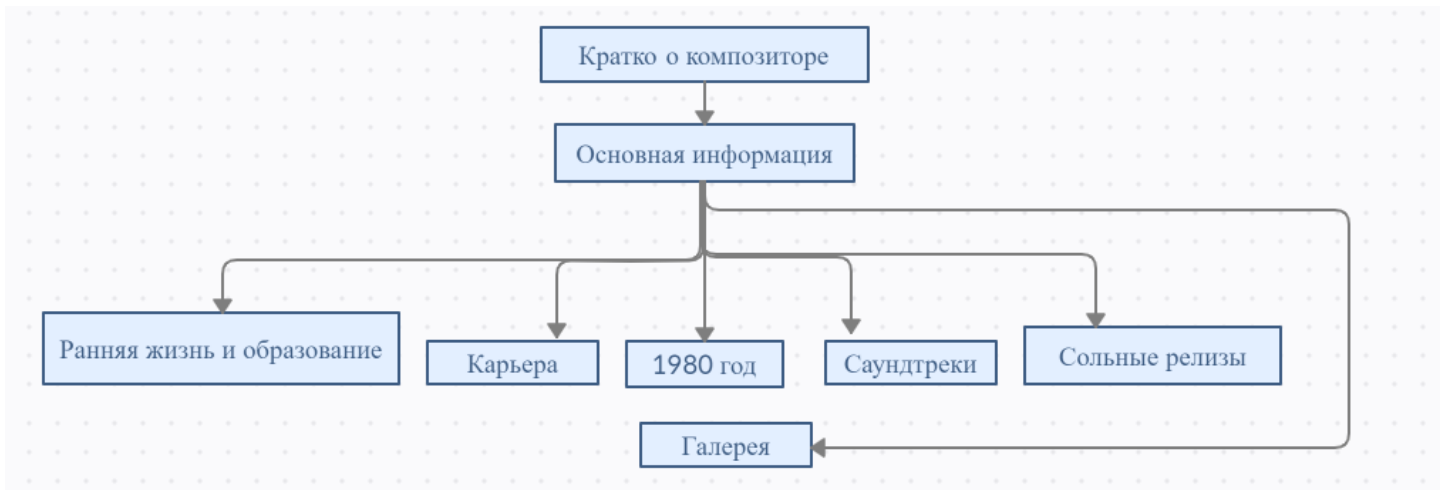 Кратко о композиторе
Основная информация
Ранняя жизнь и образование
Карьера
1980 год
Саундтреки
Сольные релизы
Галерея